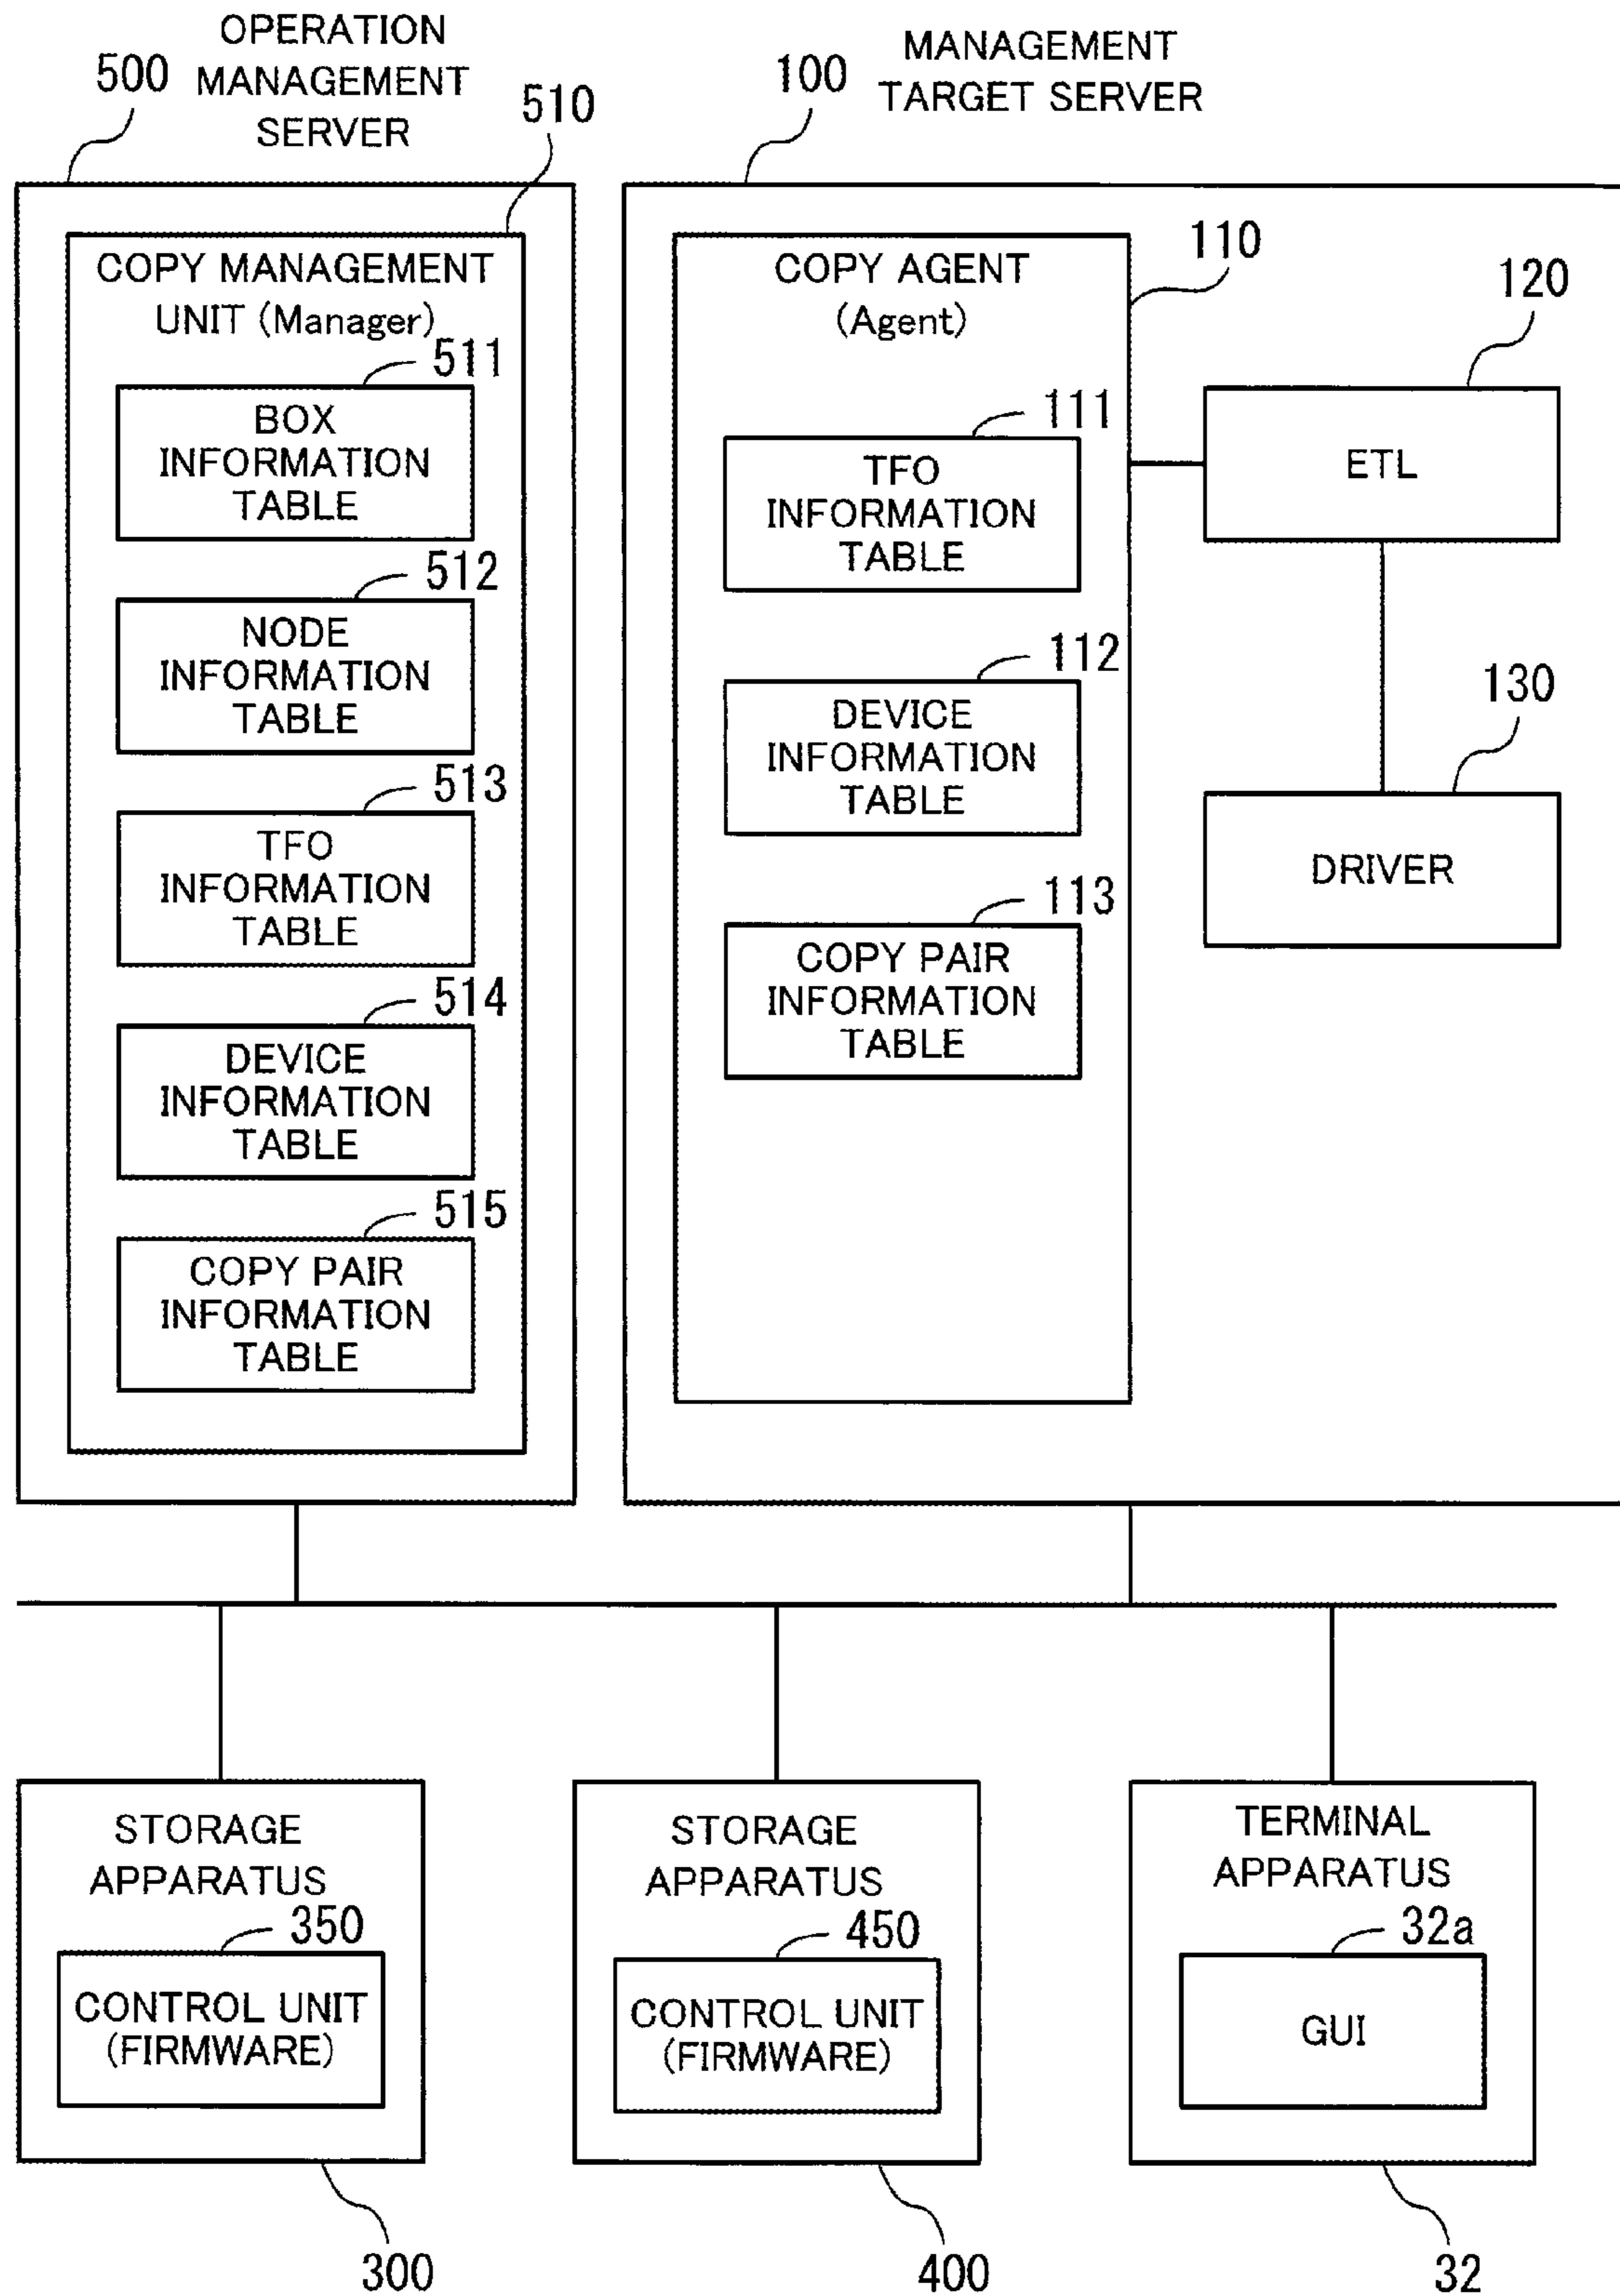 OPERATION
MANAGEMENT
SERVER
500
510
COPY MANAGEMENT
UNIT (Manager)
511
BOX
INFORMATION
TABLE
512
NODE
INFORMATION
TABLE
513
TFO
INFORMATION
TABLE
514
DEVICE
INFORMATION
TABLE
515
COPY PAIR
INFORMATION
TABLE
MANAGEMENT
TARGET SERVER
100
110
COPY AGENT
(Agent)
111
TFO
INFORMATION
TABLE
112
DEVICE
INFORMATION
TABLE
113
COPY PAIR
INFORMATION
TABLE
120
ETL
130
DRIVER
STORAGE
APPARATUS
350
CONTROL UNIT
(FIRMWARE)
300
STORAGE
APPARATUS
450
CONTROL UNIT
(FIRMWARE)
400
TERMINAL
APPARATUS
32a
GUI
32